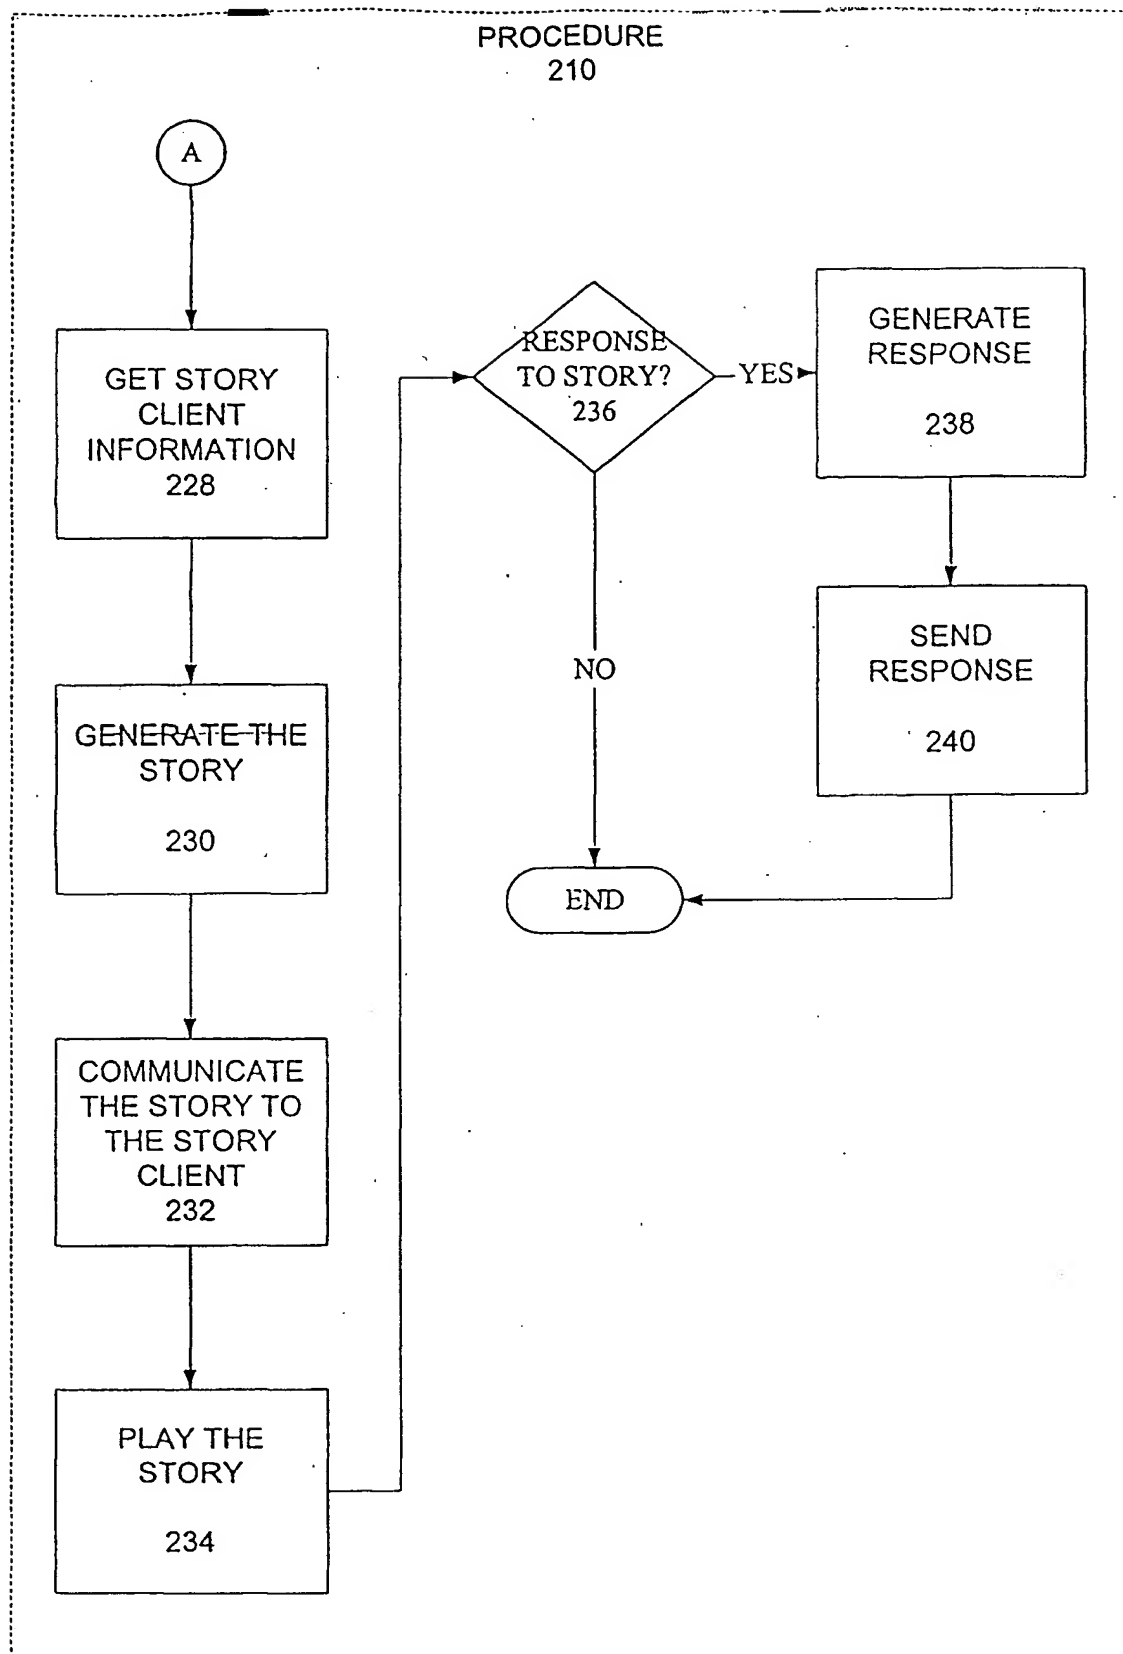 PROCEDURE
210
A
GET STORY
CLIENT
INFORMATION
228
GENERATE THE
STORY
230
COMMUNICATE
THE STORY TO
THE STORY
CLIENT
232
PLAY THE
STORY
234
RESPONSE
TO STORY?
236
YES
NO
GENERATE
RESPONSE
238
SEND
RESPONSE
240
END